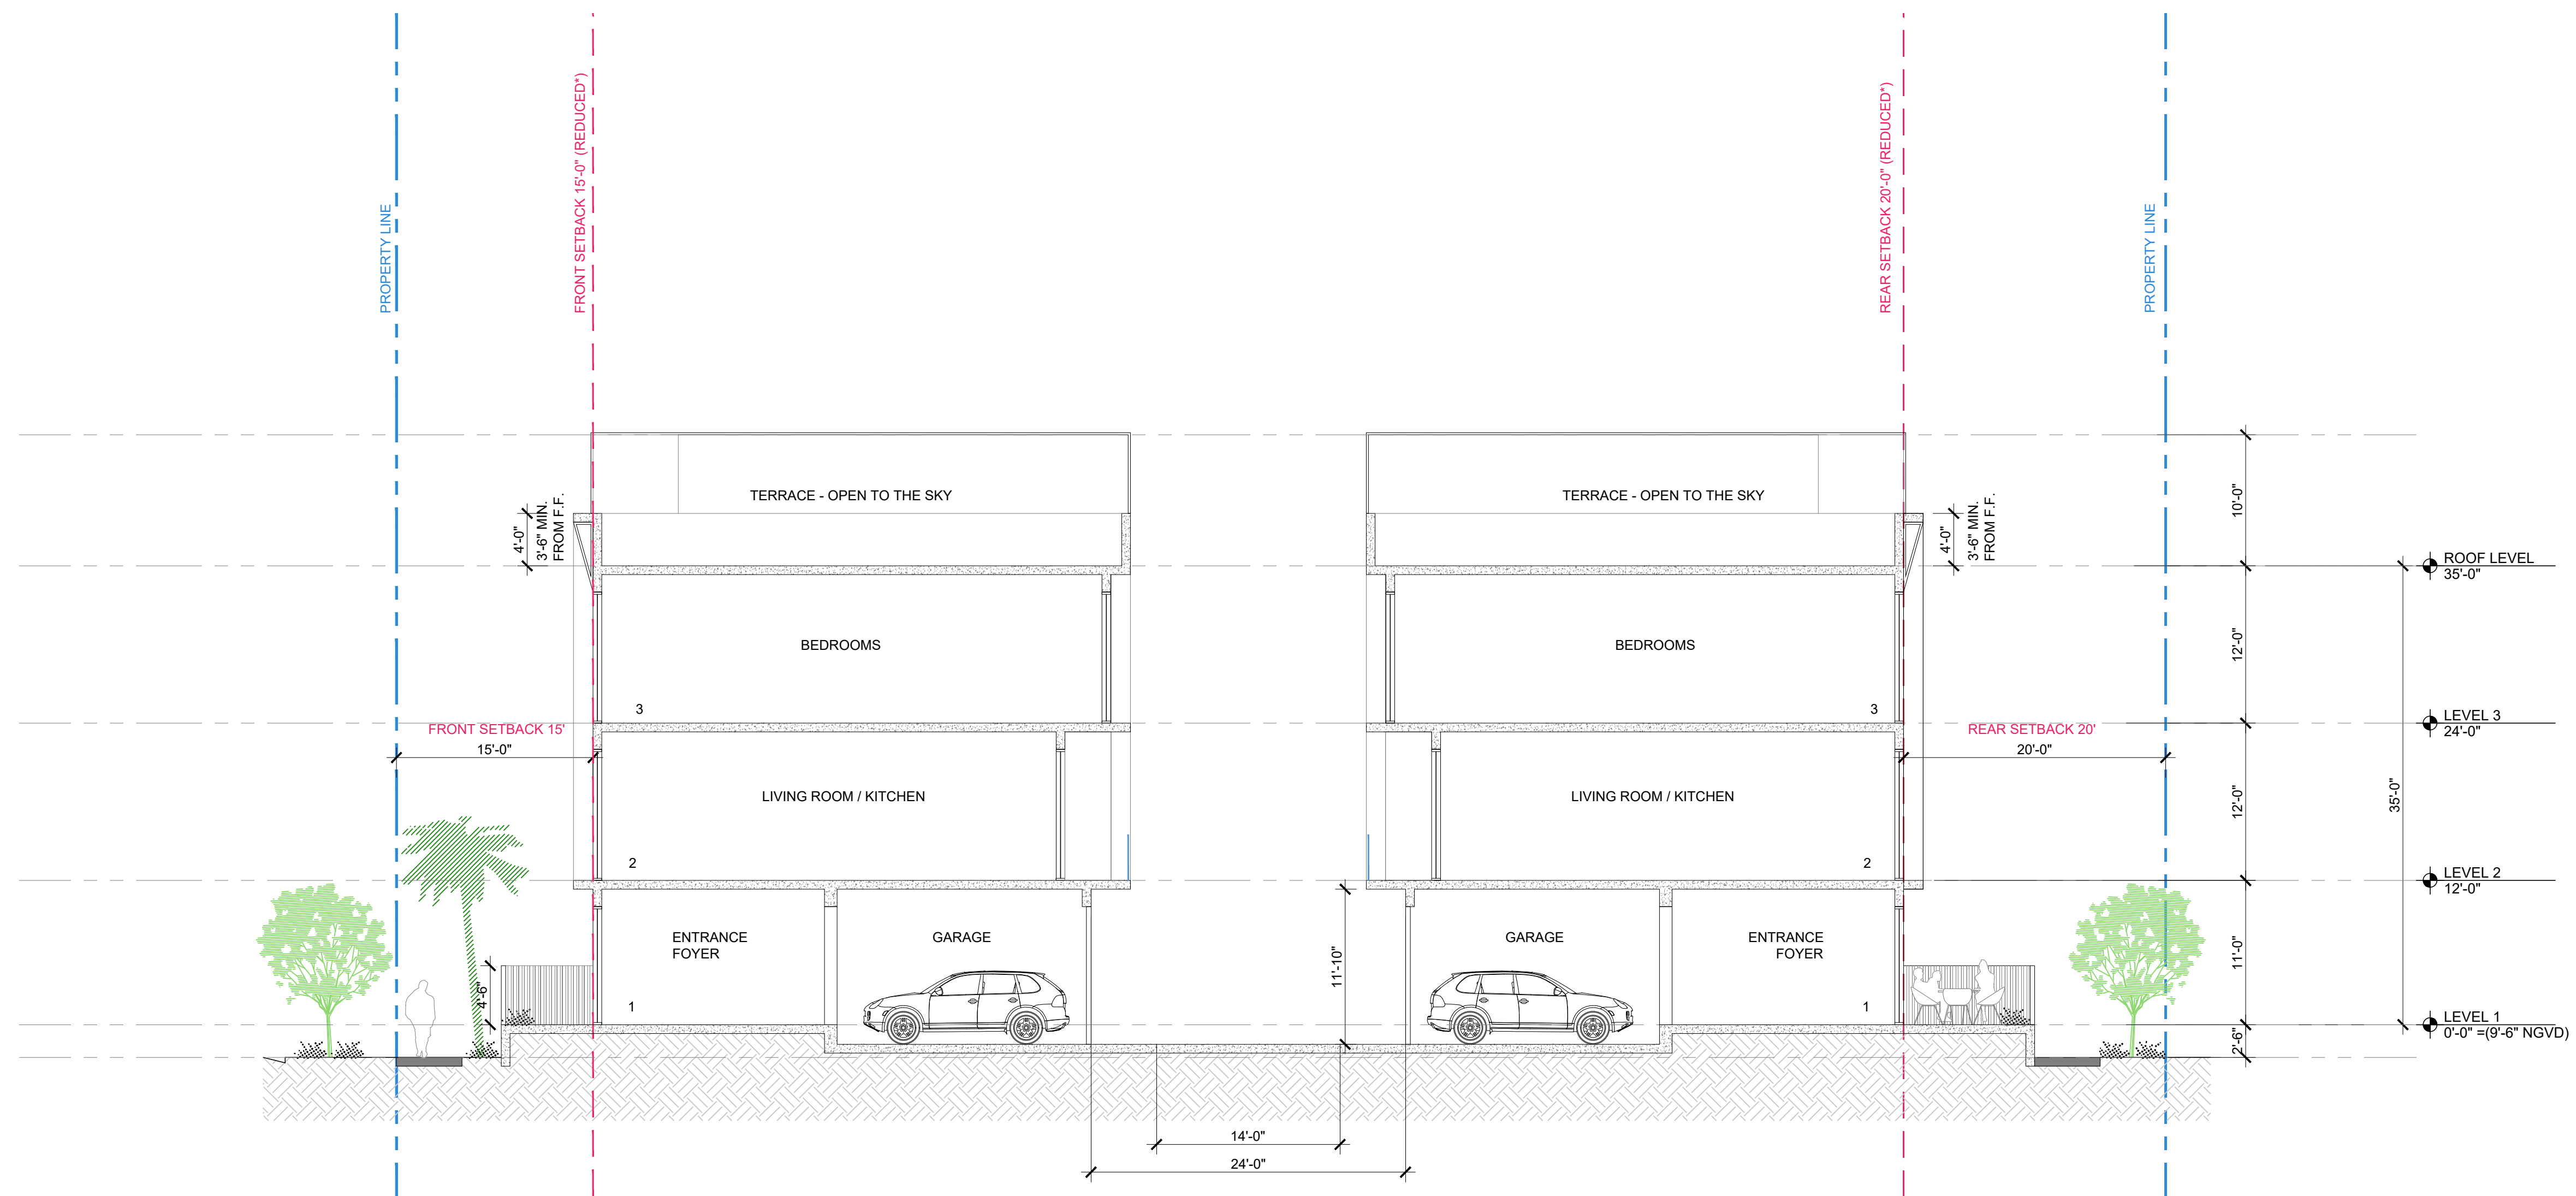 FRONT SETBACK 15'-0" (REDUCED*)
REAR SETBACK 20'-0" (REDUCED*)
PROPERTY LINE
PROPERTY LINE
TERRACE - OPEN TO THE SKY
TERRACE - OPEN TO THE SKY
10'-0"
4'-0"
3'-6" MIN.
FROM F.F.
4'-0"
3'-6" MIN.
FROM F.F.
ROOF LEVEL
35'-0"
BEDROOMS
BEDROOMS
12'-0"
3
3
FRONT SETBACK 15'
15'-0"
REAR SETBACK 20'
20'-0"
LEVEL 3
24'-0"
LIVING ROOM / KITCHEN
LIVING ROOM / KITCHEN
12'-0"
35'-0"
2
2
LEVEL 2
12'-0"
ENTRANCE
FOYER
GARAGE
GARAGE
ENTRANCE
FOYER
11'-10"
11'-0"
4'-6"
1
1
LEVEL 1
0'-0" =(9'-6" NGVD)
2'-6"
14'-0"
24'-0"